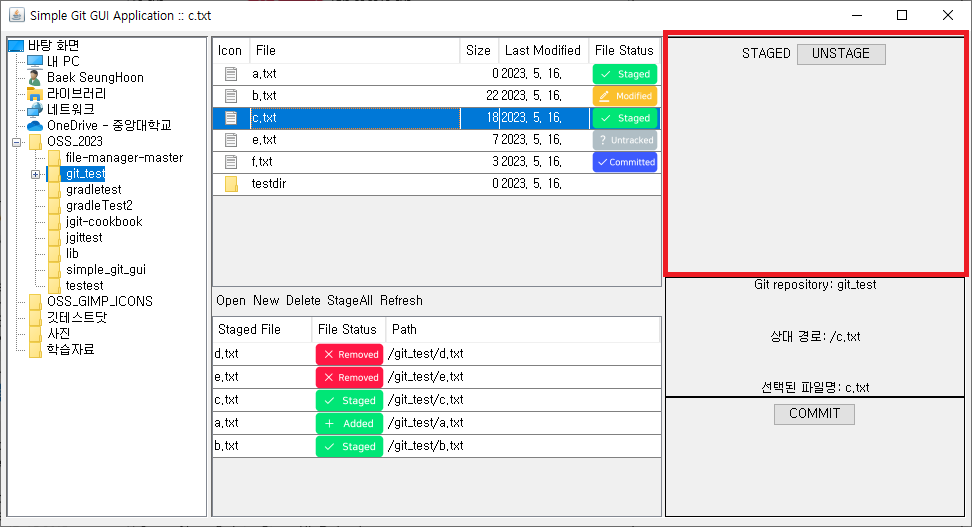 Simple Git GUI Application :: c.txt
바탕 화면
내 PC
Baek SeungHoon
라이브러리
네트워크
OneDrive - 중앙대학교
OSS_2023
file-manager-master
git_test
gradletest
gradleTest2
jgit-cookbook
jgittest
lib
simple_git_gui
testest
OSS_GIMP_ICONS
깃테스트닷
사진
학습자료
Icon File Size Last Modified File Status
a.txt 0 2023. 5. 16. Staged
b.txt 22 2023. 5. 16. Modified
c.txt 18 2023. 5. 16. Staged
e.txt 7 2023. 5. 16. ? Untracked
f.txt 3 2023. 5. 16. Committed
testdir 0 2023. 5. 16.
Open New Delete StageAll Refresh
Staged File File Status Path
d.txt Removed /git_test/d.txt
e.txt Removed /git_test/e.txt
c.txt Staged /git_test/c.txt
a.txt Added /git_test/a.txt
b.txt Staged /git_test/b.txt
STAGED UNSTAGE
Git repository: git_test
상대 경로: /c.txt
선택된 파일명: c.txt
COMMIT